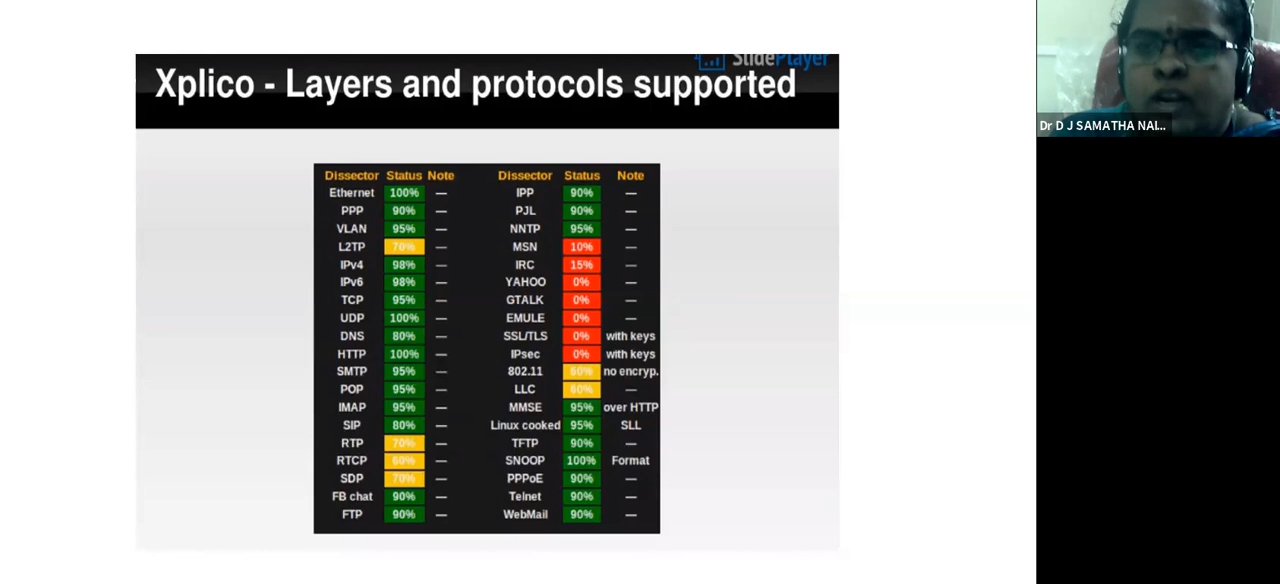 SlidePlayer
Xplico - Layers and protocols supported
Dissector Status Note Dissector Status Note
Ethernet 100% — IPP 90% —
PPP 90% — PJL 90% —
VLAN 95% — NNTP 95% —
L2TP 70% — MSN 10% —
IPv4 98% — IRC 15% —
IPv6 98% — YAHOO 0% —
TCP 95% — GTALK 0% —
UDP 100% — EMULE 0% —
DNS 80% — SSL/TLS 0% with keys
HTTP 100% — IPsec 0% with keys
SMTP 95% — 802.11 60% no encryp.
POP 95% — LLC 60% —
IMAP 95% — MMSE 95% over HTTP
SIP 80% — Linux cooked 95% SLL
RTP 70% — TFTP 90% —
RTCP 60% — SNOOP 100% Format
SDP 70% — PPPoE 90% —
FB chat 90% — Telnet 90% —
FTP 90% — WebMail 90% —
Dr D J SAMATHA NAI...